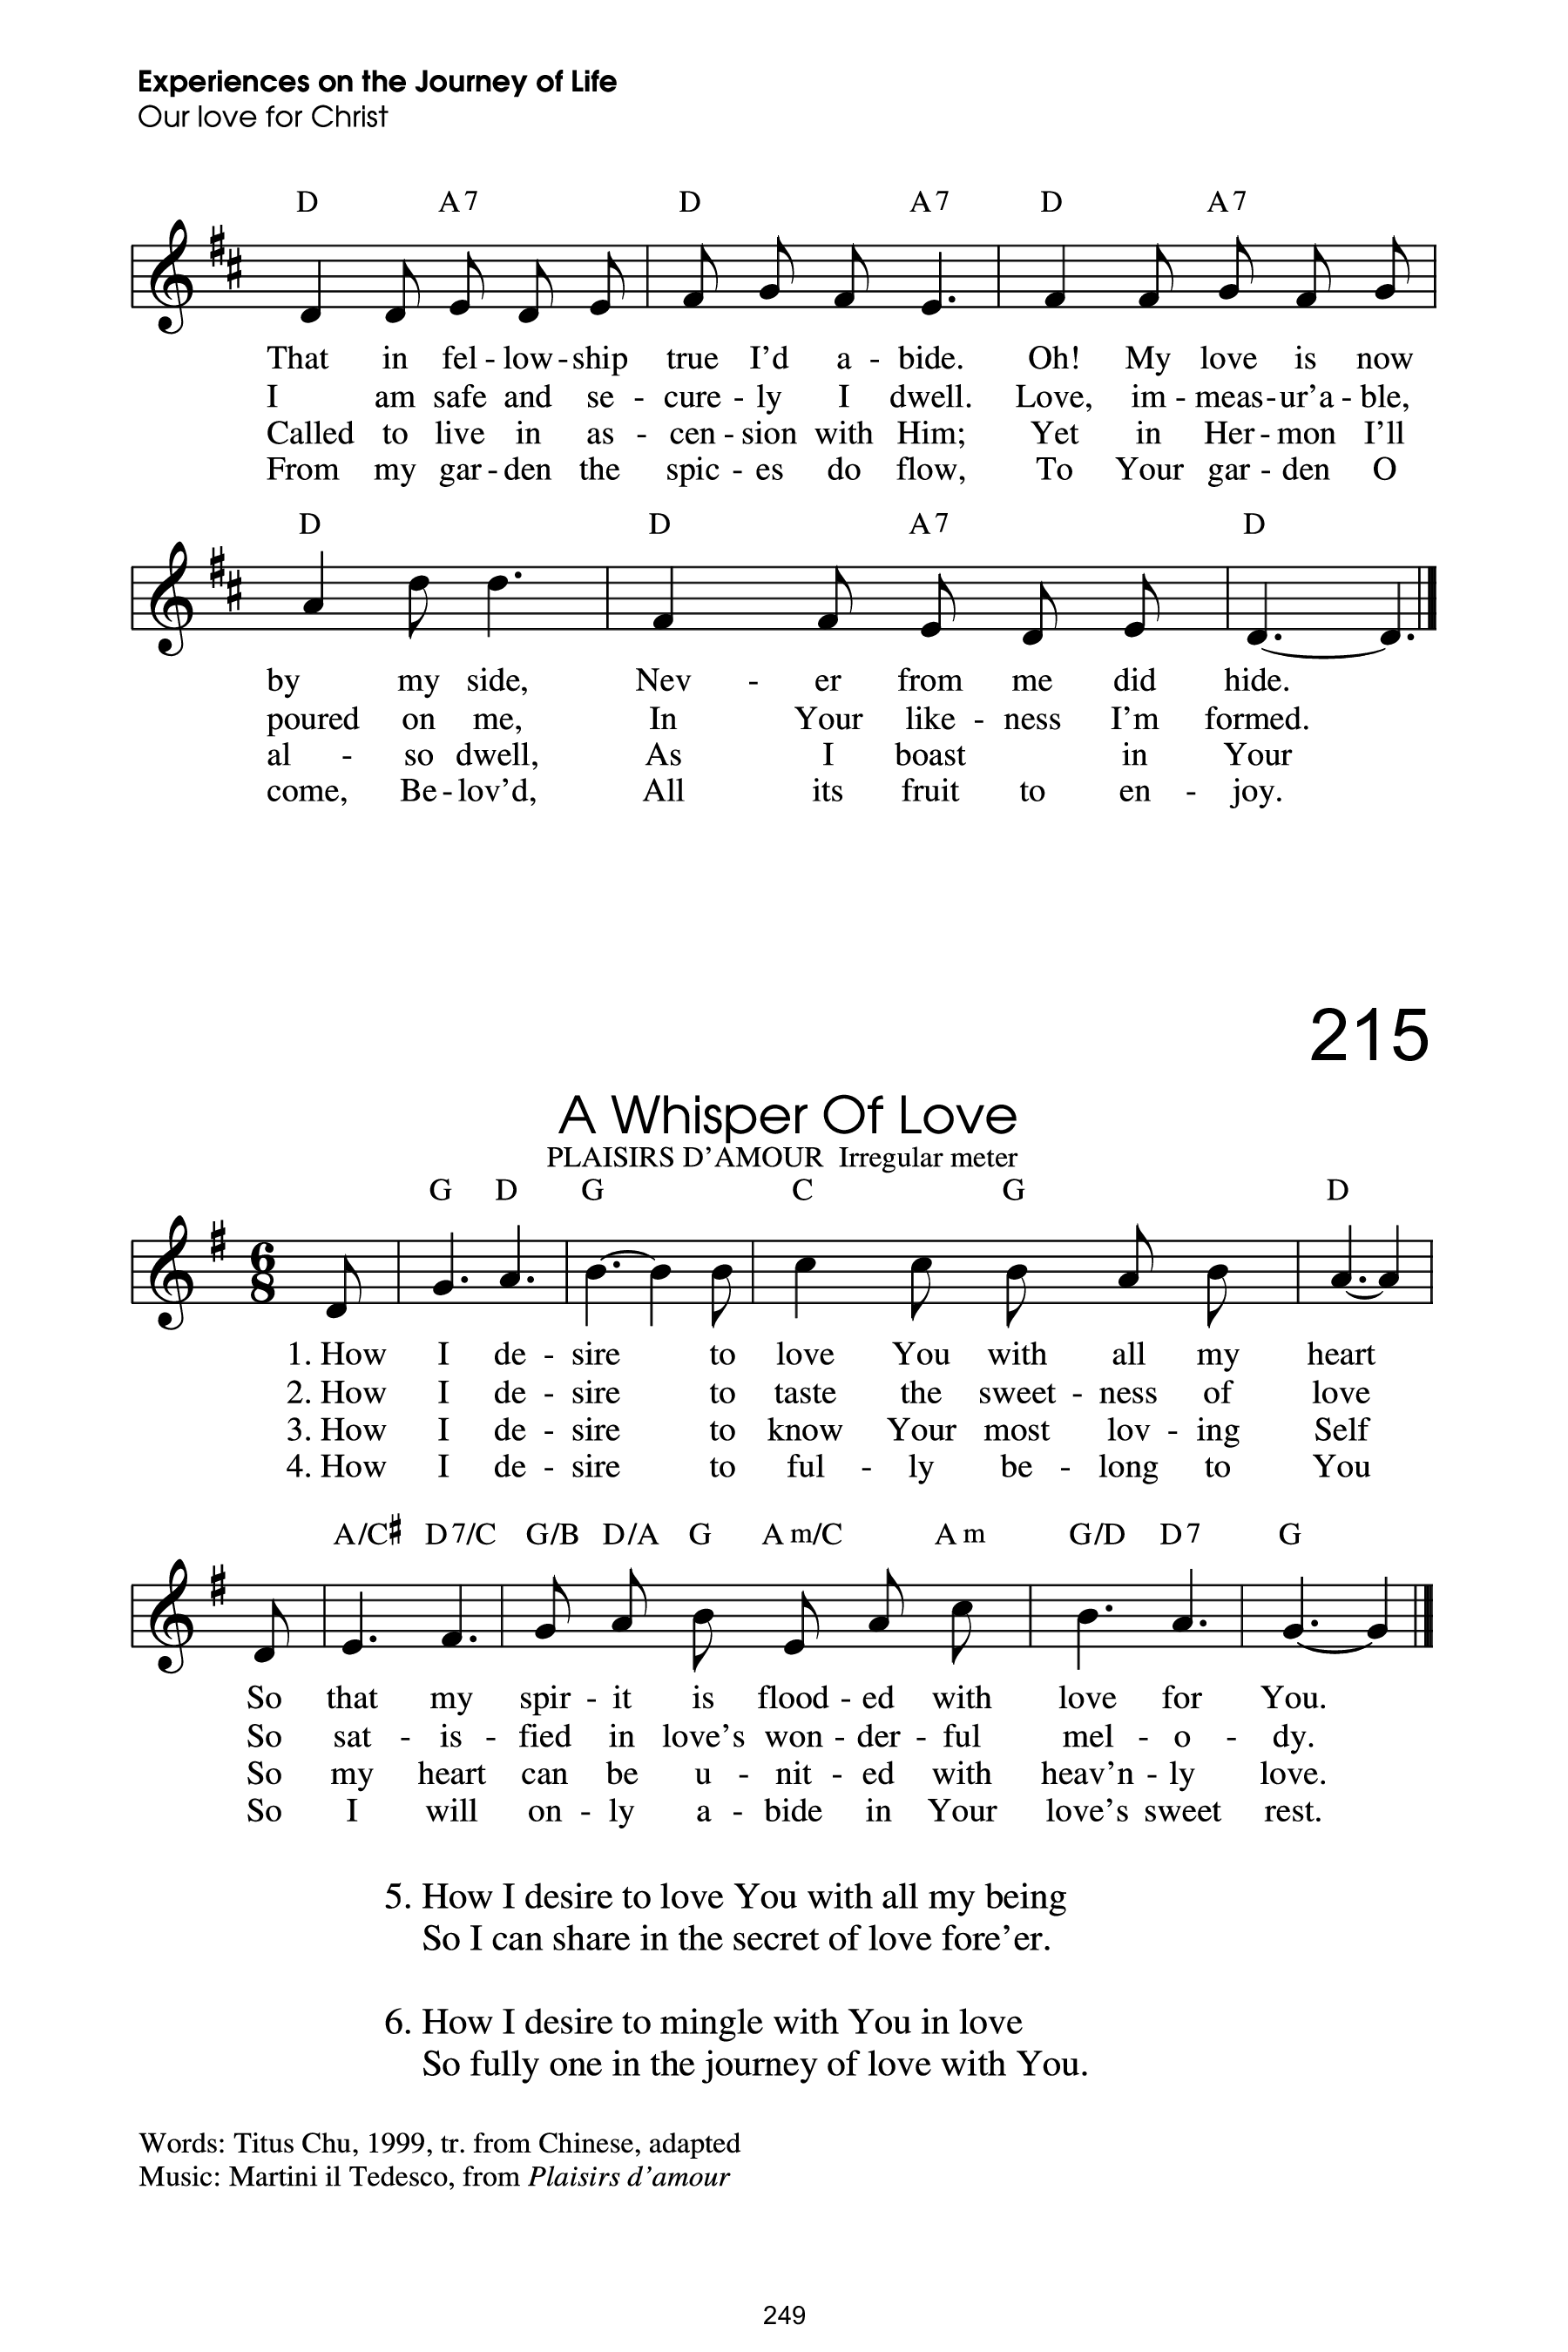 Experiences on the Journey of Life
Our love for Christ
D A7 D A7 D A7
That in fel - low - ship true I'd a - bide. Oh! My love is now
I am safe and se - cure - ly I dwell. Love, im - meas - ur'a - ble,
Called to live in as - cen - sion with Him; Yet in Her - mon I'll
From my gar - den the spic - es do flow, To Your gar - den O
D D A7 D
by my side, Nev - er from me did hide.
poured on me, In Your like - ness I'm formed.
al - so dwell, As I boast in Your
come, Be - lov'd, All its fruit to en - joy.
215
A Whisper Of Love
PLAISIRS D'AMOUR Irregular meter
G D G C G D
6
8
1. How I de - sire to love You with all my heart
2. How I de - sire to taste the sweet - ness of love
3. How I de - sire to know Your most lov - ing Self
4. How I de - sire to ful - ly be - long to You
A/C♯ D7/C G/B D/A G Am/C Am G/D D7 G
So that my spir - it is flood - ed with love for You.
So sat - is - fied in love's won - der - ful mel - o - dy.
So my heart can be u - nit - ed with heav'n - ly love.
So I will on - ly a - bide in Your love's sweet rest.
5. How I desire to love You with all my being
So I can share in the secret of love fore'er.
6. How I desire to mingle with You in love
So fully one in the journey of love with You.
Words: Titus Chu, 1999, tr. from Chinese, adapted
Music: Martini il Tedesco, from Plaisirs d'amour
249